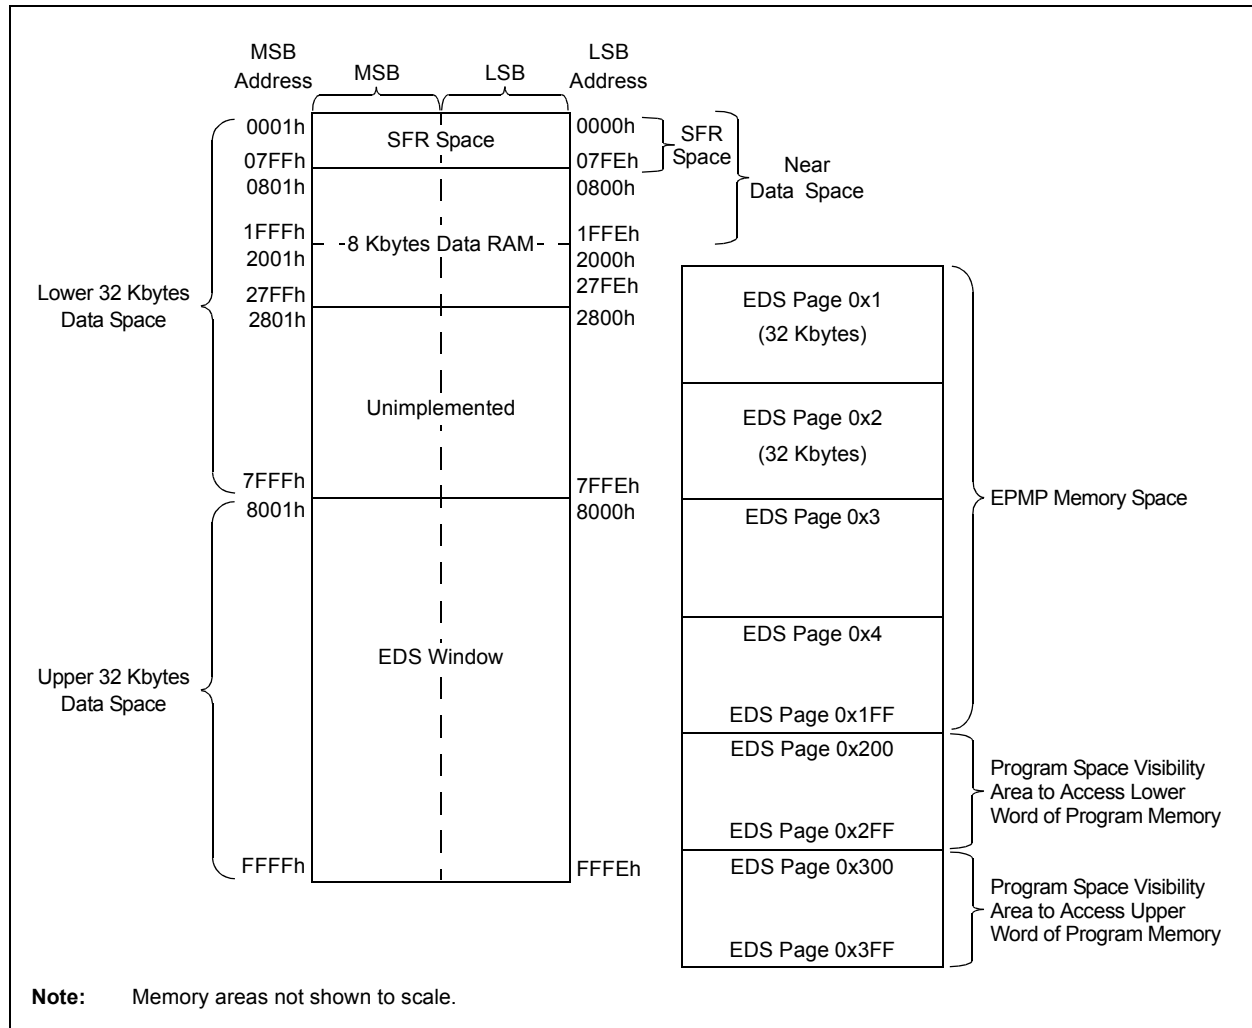 MSB
Address
MSB
LSB
LSB
Address
0001h
SFR Space
0000h
SFR
Space
07FFh
07FEh
0801h
0800h
Near
Data Space
1FFFh
8 Kbytes Data RAM
1FFEh
2001h
2000h
27FFh
27FEh
2801h
2800h
Lower 32 Kbytes
Data Space
Unimplemented
7FFFh
7FFEh
8001h
8000h
EDS Window
Upper 32 Kbytes
Data Space
FFFFh
FFFEh
EDS Page 0x1
(32 Kbytes)
EDS Page 0x2
(32 Kbytes)
EDS Page 0x3
EDS Page 0x4
EDS Page 0x1FF
EPMP Memory Space
EDS Page 0x200
EDS Page 0x2FF
Program Space Visibility
Area to Access Lower
Word of Program Memory
EDS Page 0x300
EDS Page 0x3FF
Program Space Visibility
Area to Access Upper
Word of Program Memory
Note: Memory areas not shown to scale.